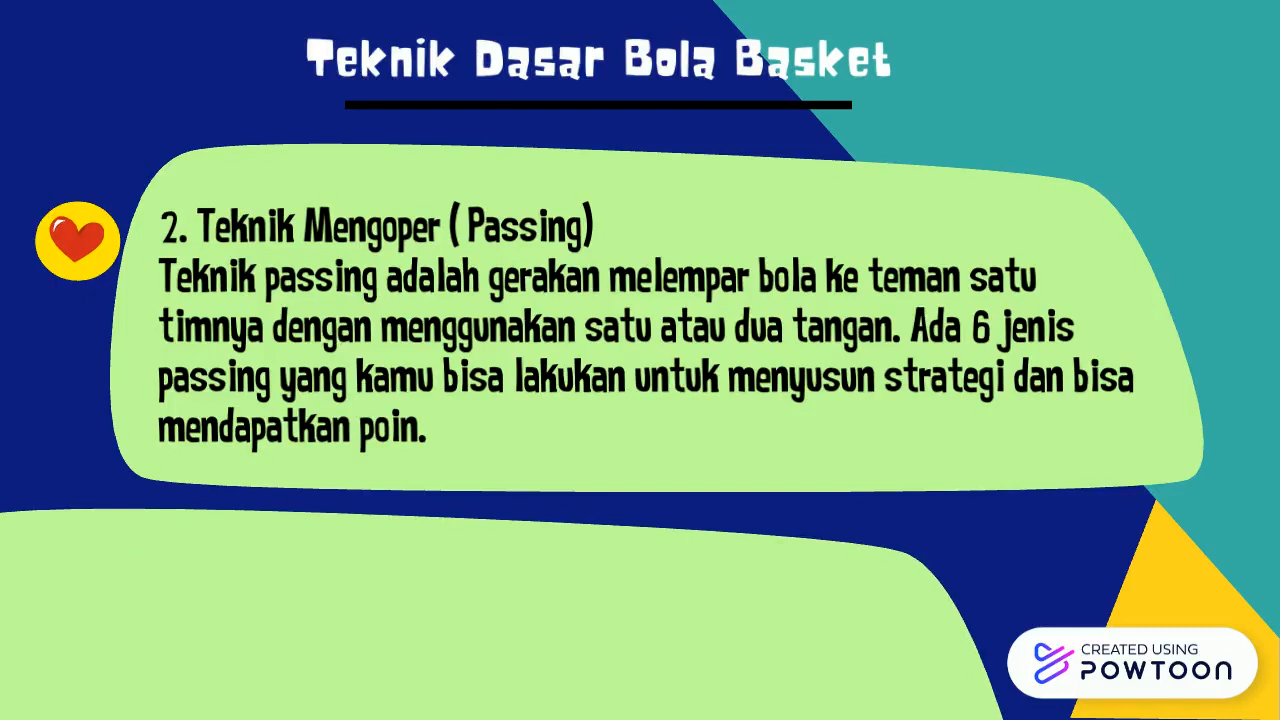 Teknik Dasar Bola Basket
2. Teknik Mengoper ( Passing)
Teknik passing adalah gerakan melempar bola ke teman satu
timnya dengan menggunakan satu atau dua tangan. Ada 6 jenis
passing yang kamu bisa lakukan untuk menyusun strategi dan bisa
mendapatkan poin.
CREATED USING
POWTOON